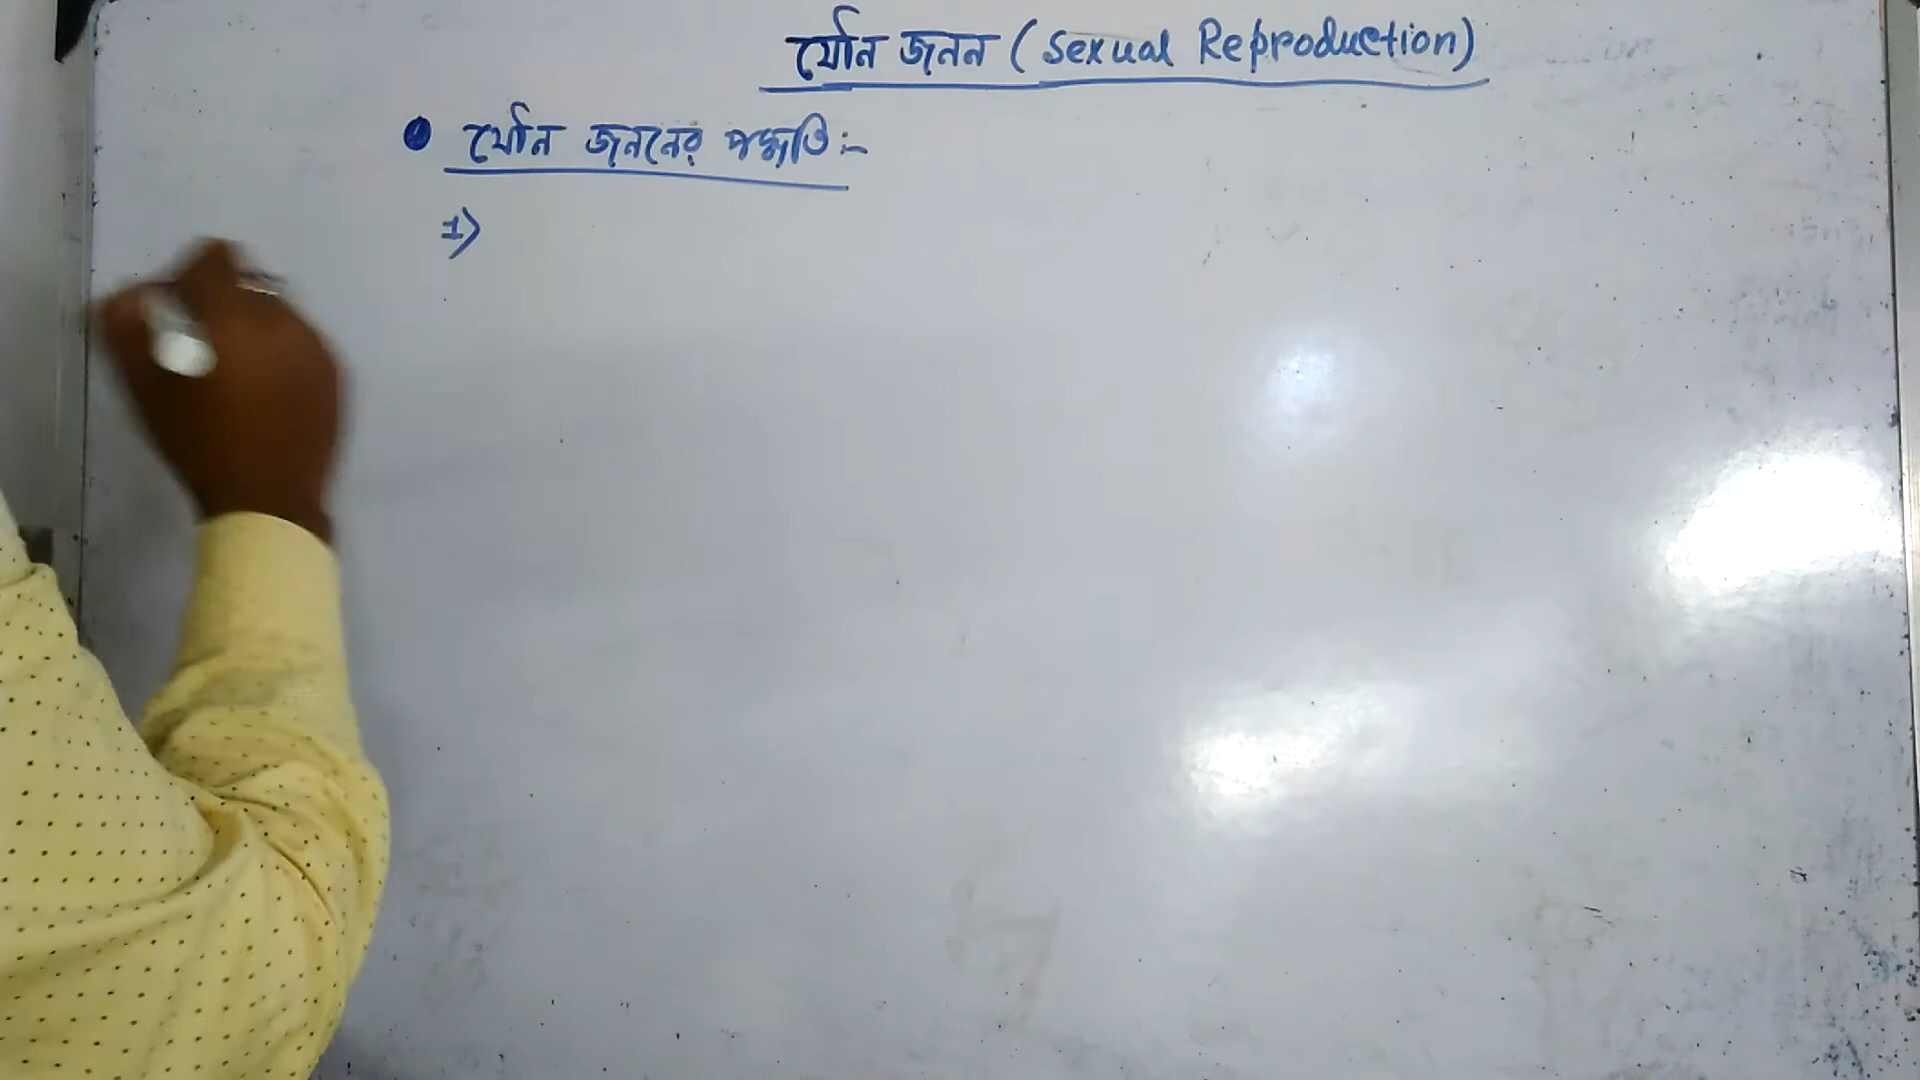 যৌন জনন (Sexual Reproduction)
যৌন জননের পদ্ধতি :-
1)